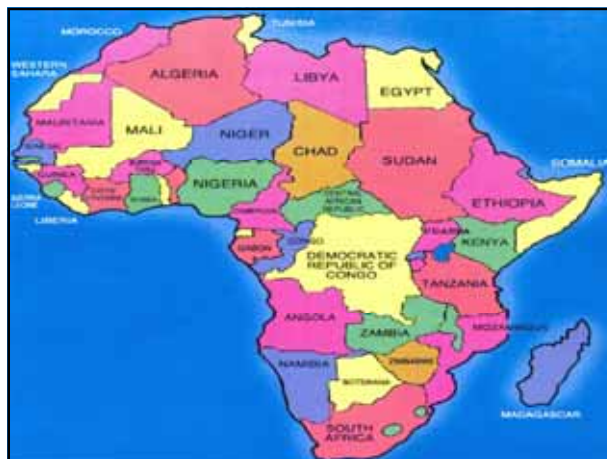 TUNISIA
MOROCCO
ALGERIA
LIBYA
EGYPT
WESTERN
SAHARA
MAURITANIA
MALI
NIGER
CHAD
SUDAN
SOMALIA
GUINEA
NIGERIA
ETHIOPIA
SIERRA
LEONE
LIBERIA
CENTRAL
AFRICAN
REPUBLIC
CONGO
GABON
DEMOCRATIC
REPUBLIC OF
CONGO
KENYA
TANZANIA
ANGOLA
ZAMBIA
MOZAMBIQUE
NAMIBIA
ZIMBABWE
BOTSWANA
MADAGASCAR
SOUTH
AFRICA